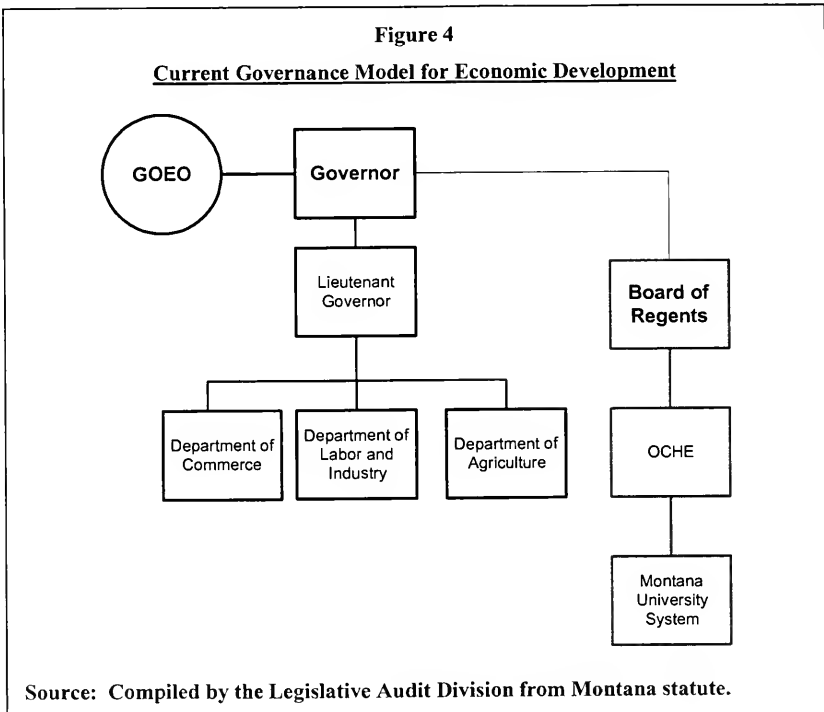 Figure 4
Current Governance Model for Economic Development
GOEO
Governor
Lieutenant
Governor
Board of
Regents
Department of
Commerce
Department of
Labor and
Industry
Department of
Agriculture
OCHE
Montana
University
System
Source: Compiled by the Legislative Audit Division from Montana statute.